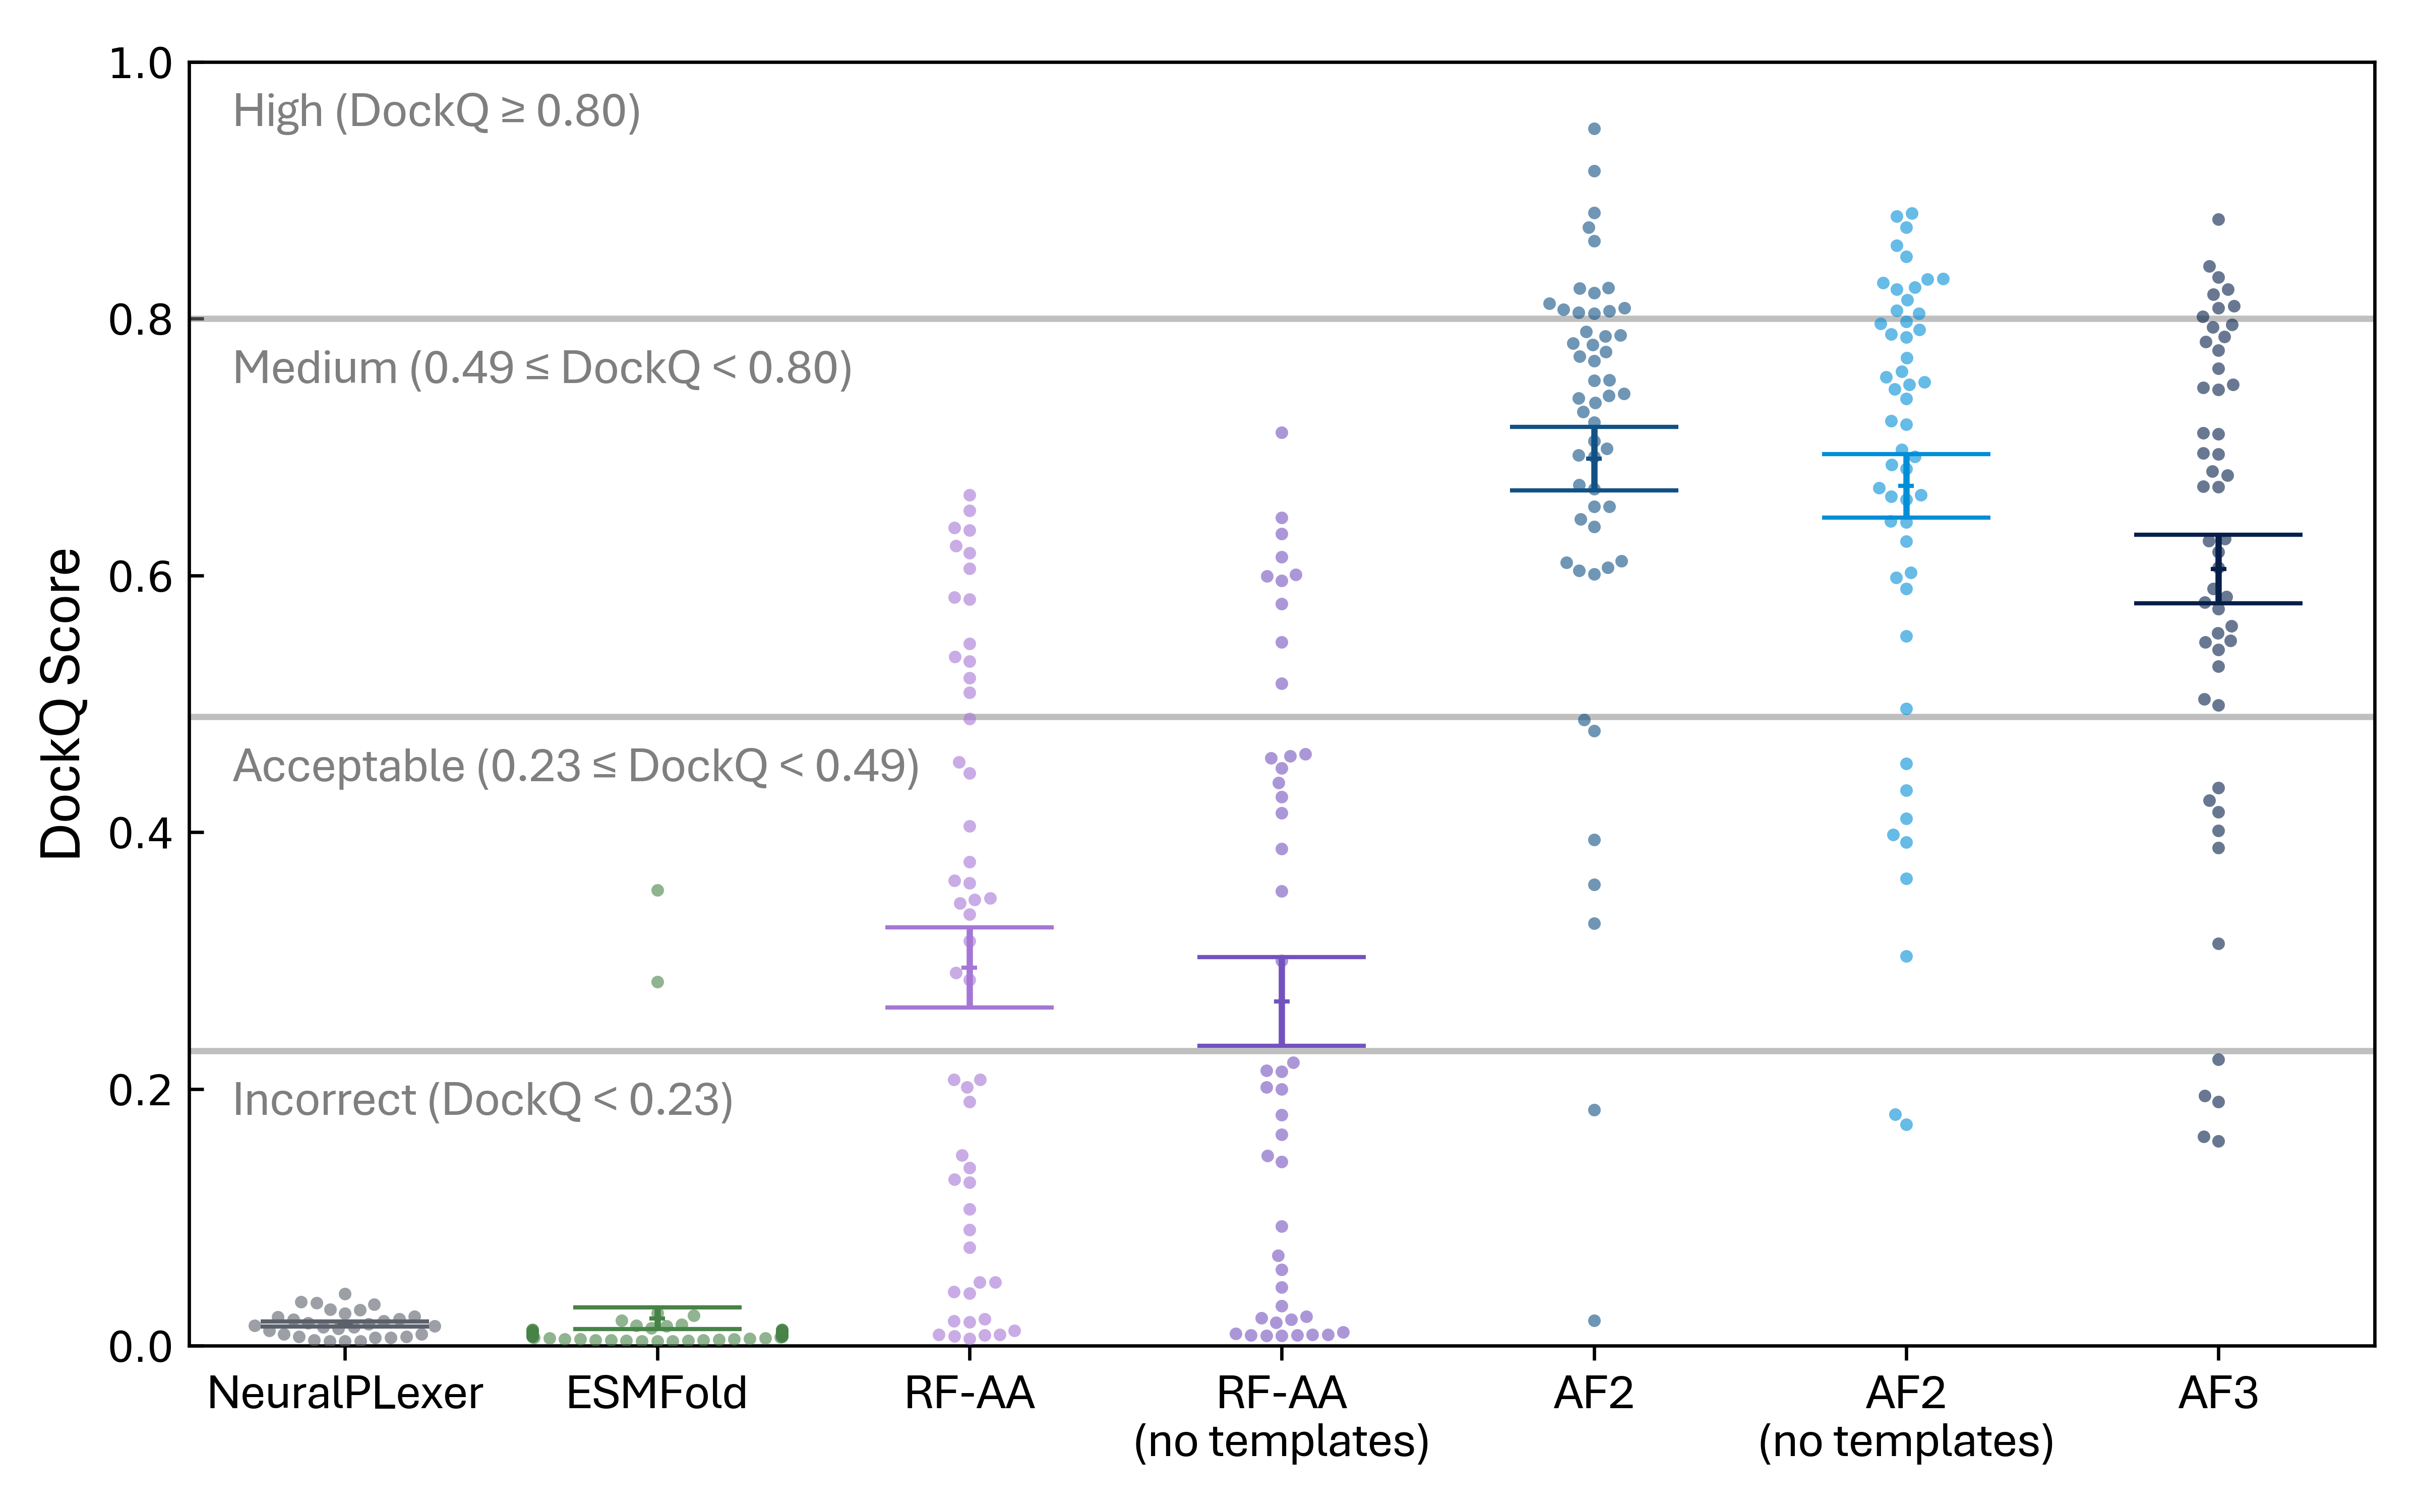 DockQ Score
1.0
0.8
0.6
0.4
0.2
0.0
High (DockQ ≥ 0.80)
Medium (0.49 ≤ DockQ < 0.80)
Acceptable (0.23 ≤ DockQ < 0.49)
Incorrect (DockQ < 0.23)
NeuralPLexer
ESMFold
RF-AA
RF-AA
(no templates)
AF2
AF2
(no templates)
AF3